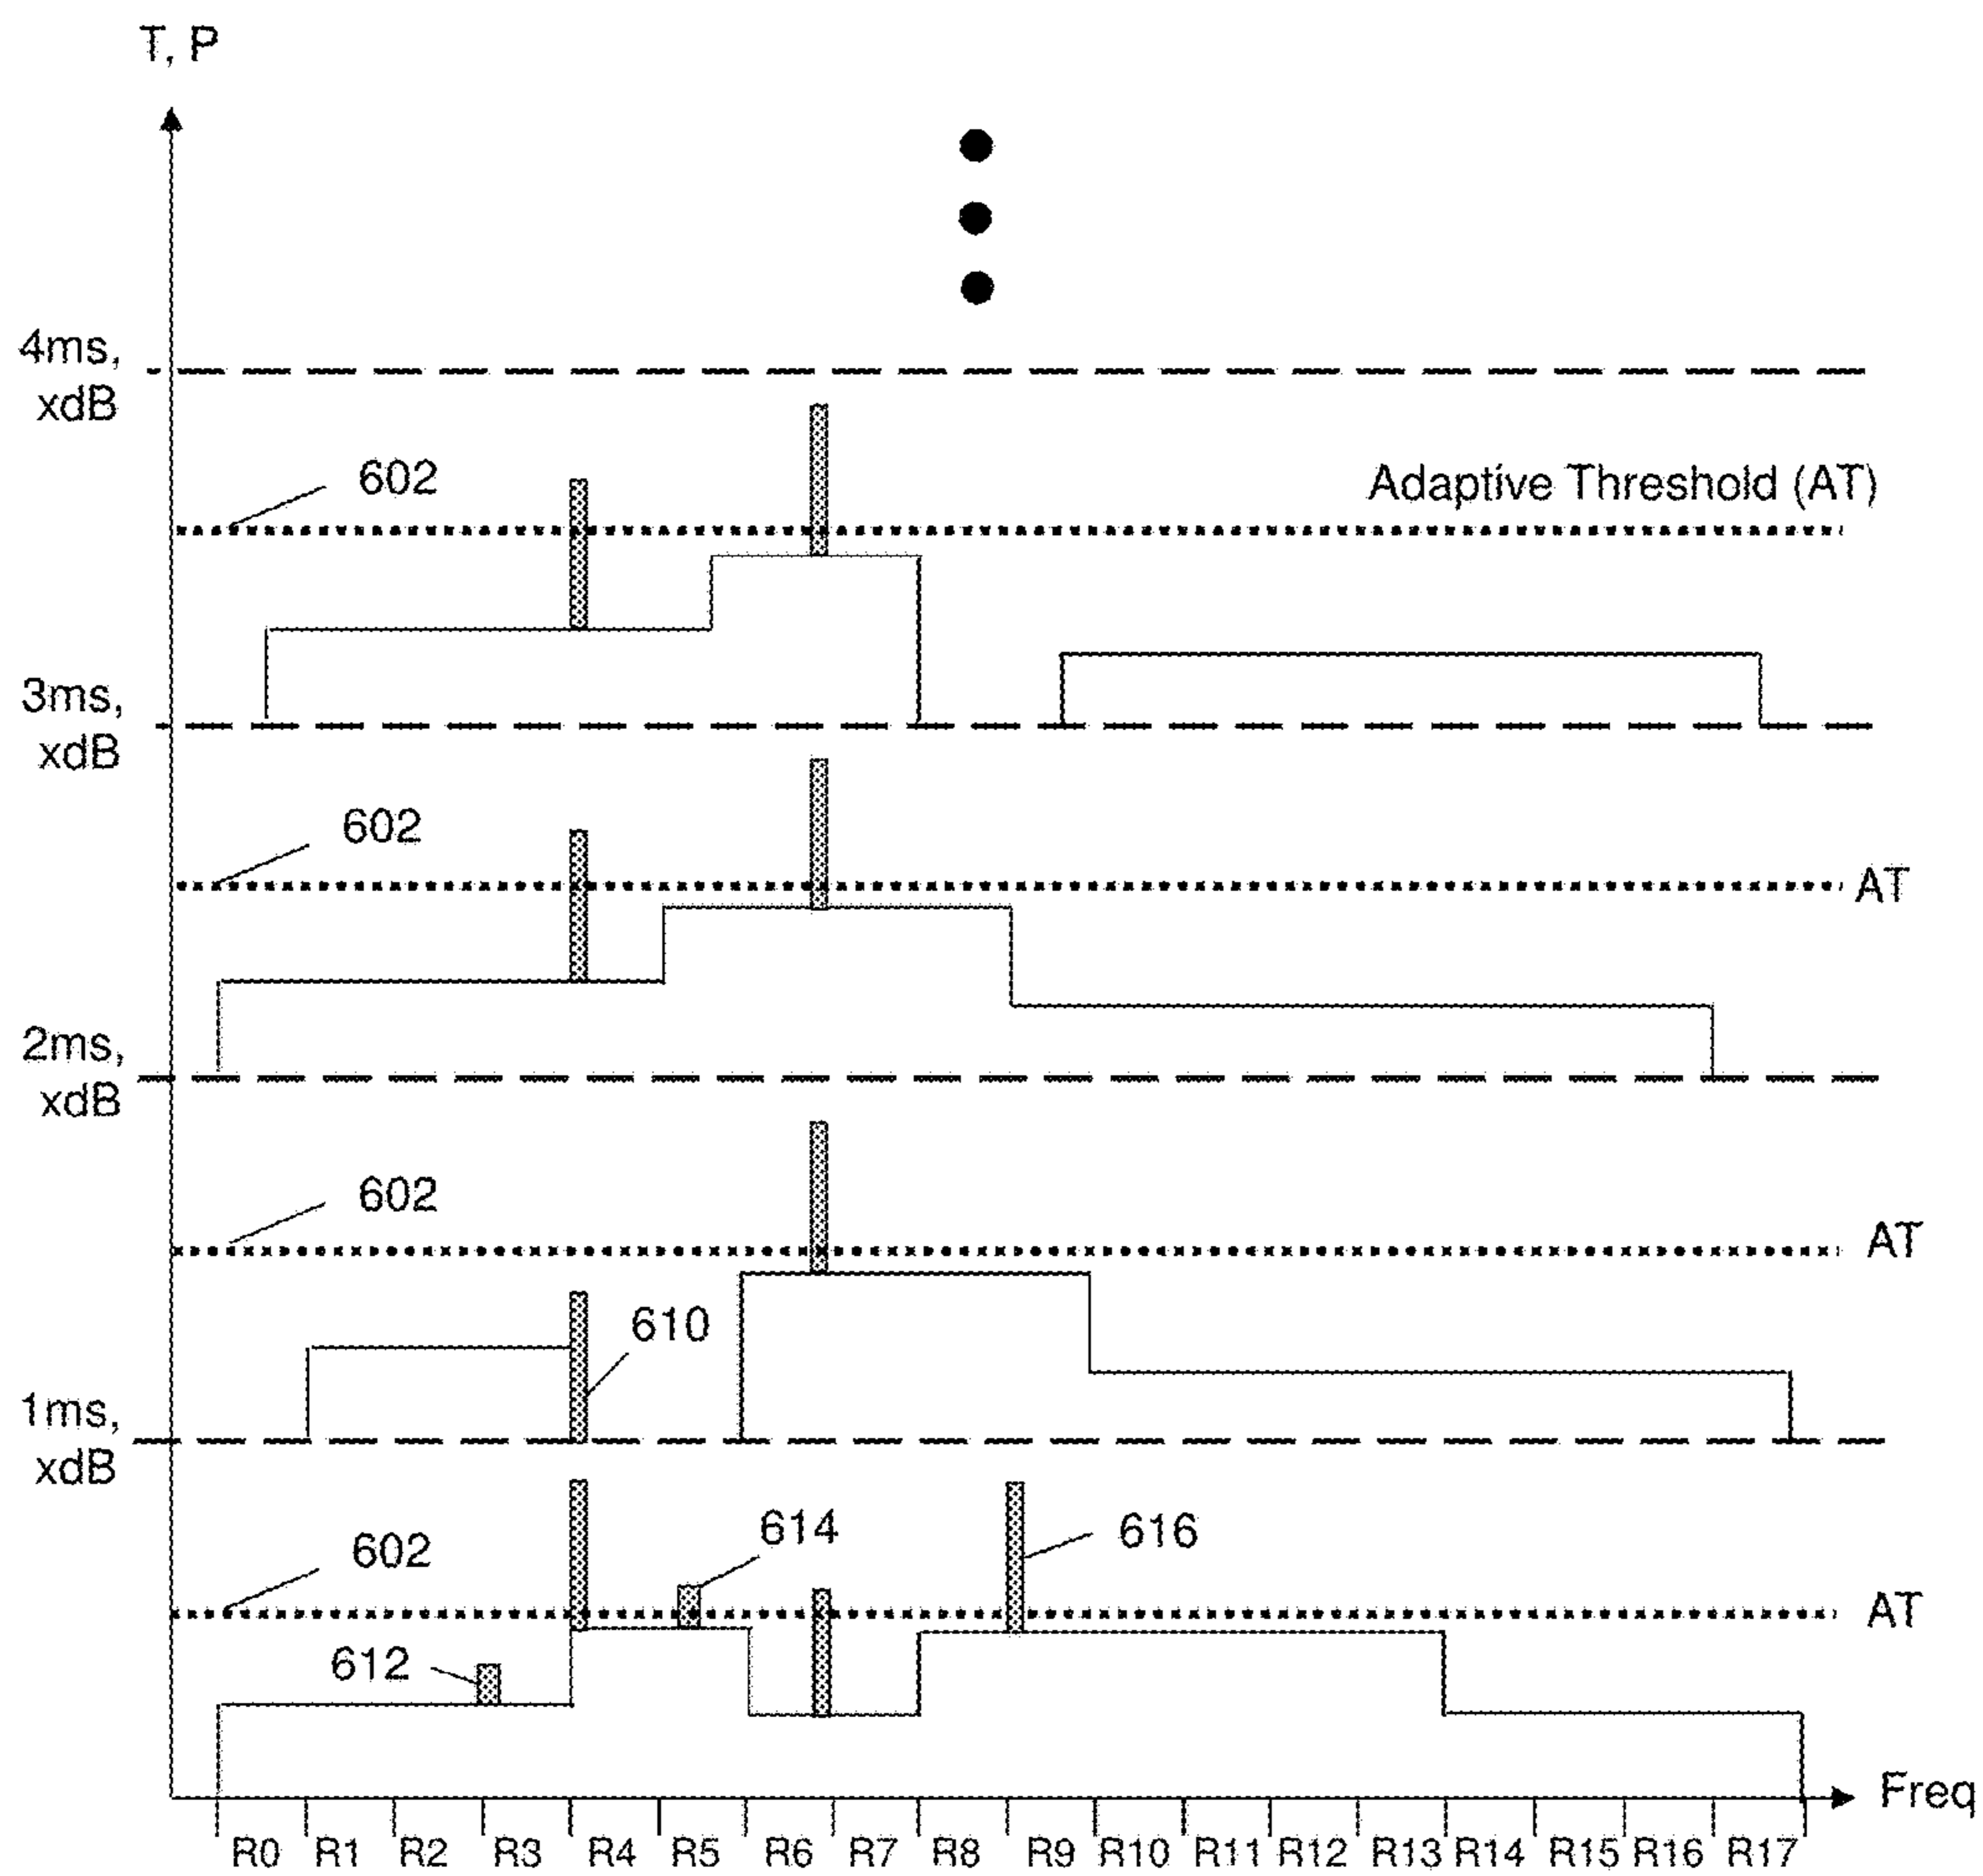 T, P
4ms,
xdB
602
Adaptive Threshold (AT)
3ms,
xdB
602
AT
2ms,
xdB
602
AT
610
1ms,
xdB
602
614
616
AT
612
Freq
R0 R1 R2 R3 R4 R5 R6 R7 R8 R9 R10 R11 R12 R13 R14 R15 R16 R17